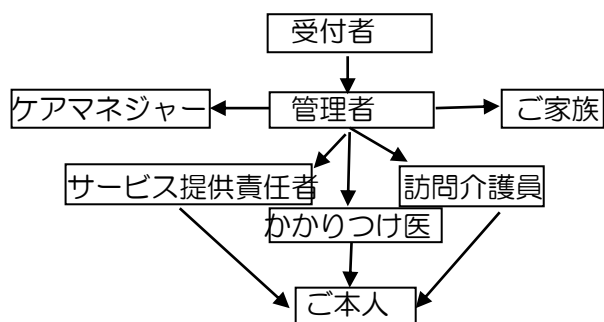 受付者
ケアマネジャー
管理者
ご家族
サービス提供責任者
訪問介護員
かかりつけ医
ご本人